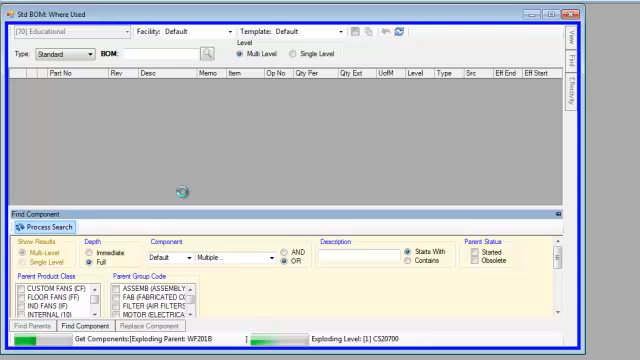 Std BOM: Where Used
[70] Educational Facility: Default Template: Default
Type: Standard BOM: Level Multi Level Single Level
View
Find
Effectivity
Part No Rev Desc Memo Item Op No Qty Per Qty Ext UofM Level Type Src Eff End Eff Start
Find Component
Process Search
Show Results Depth Component Description Parent Status
Multi-Level Immediate Default Multiple .. AND Starts With Started
Single Level Full OR Contains Obsolete
Parent Product Class Parent Group Code
CUSTOM FANS (CF) ASSEMB (ASSEMBLY
FLOOR FANS (FF) FAB (FABRICATED CO
IND FANS (IF) FILTER (AIR FILTERS
INTERNAL (10) MOTOR (ELECTRICA
Find Parents Find Component Replace Component
Get Components:[Exploding Parent: WF201B ] Exploding Level: [1] CS20700